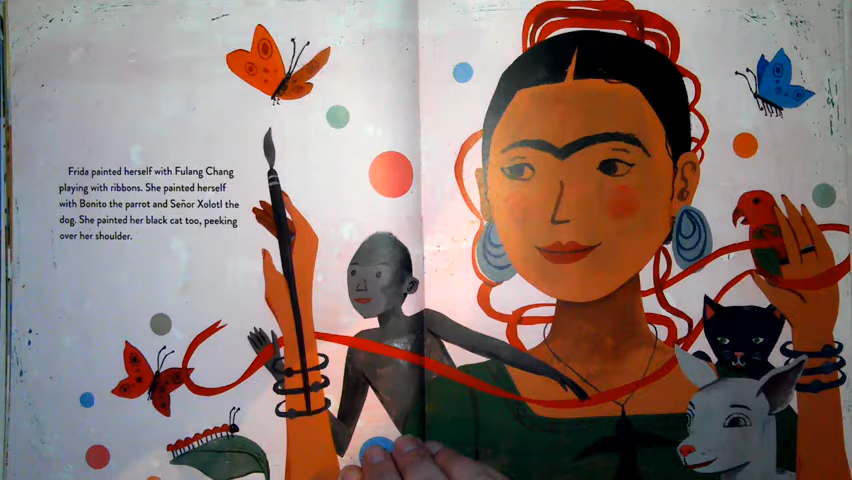 Frida painted herself with Fulang Chang
playing with ribbons. She painted herself
with Bonito the parrot and Señor Xolotl the
dog. She painted her black cat too, peeking
over her shoulder.